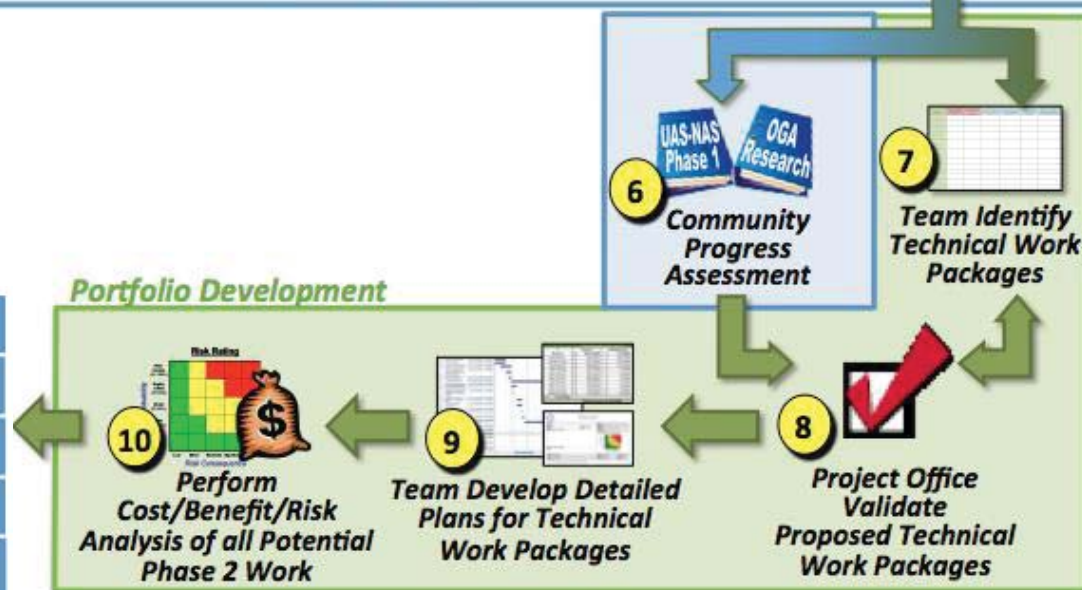 UAS-NAS
Phase 1
OGA
Research
6
Community
Progress
Assessment
7
Team Identify
Technical Work
Packages
Portfolio Development
8
Project Office
Validate
Proposed Technical
Work Packages
9
Team Develop Detailed
Plans for Technical
Work Packages
Risk Rating
$
10
Risk Consequence
Perform
Cost/Benefit/Risk
Analysis of all Potential
Phase 2 Work